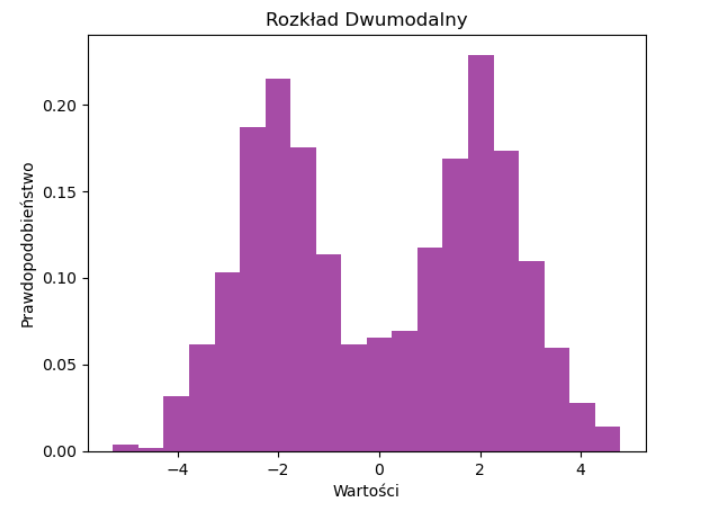 Rozkład Dwumodalny
Prawdopodobieństwo
0.20
0.15
0.10
0.05
0.00
−4 −2 0 2 4
Wartości